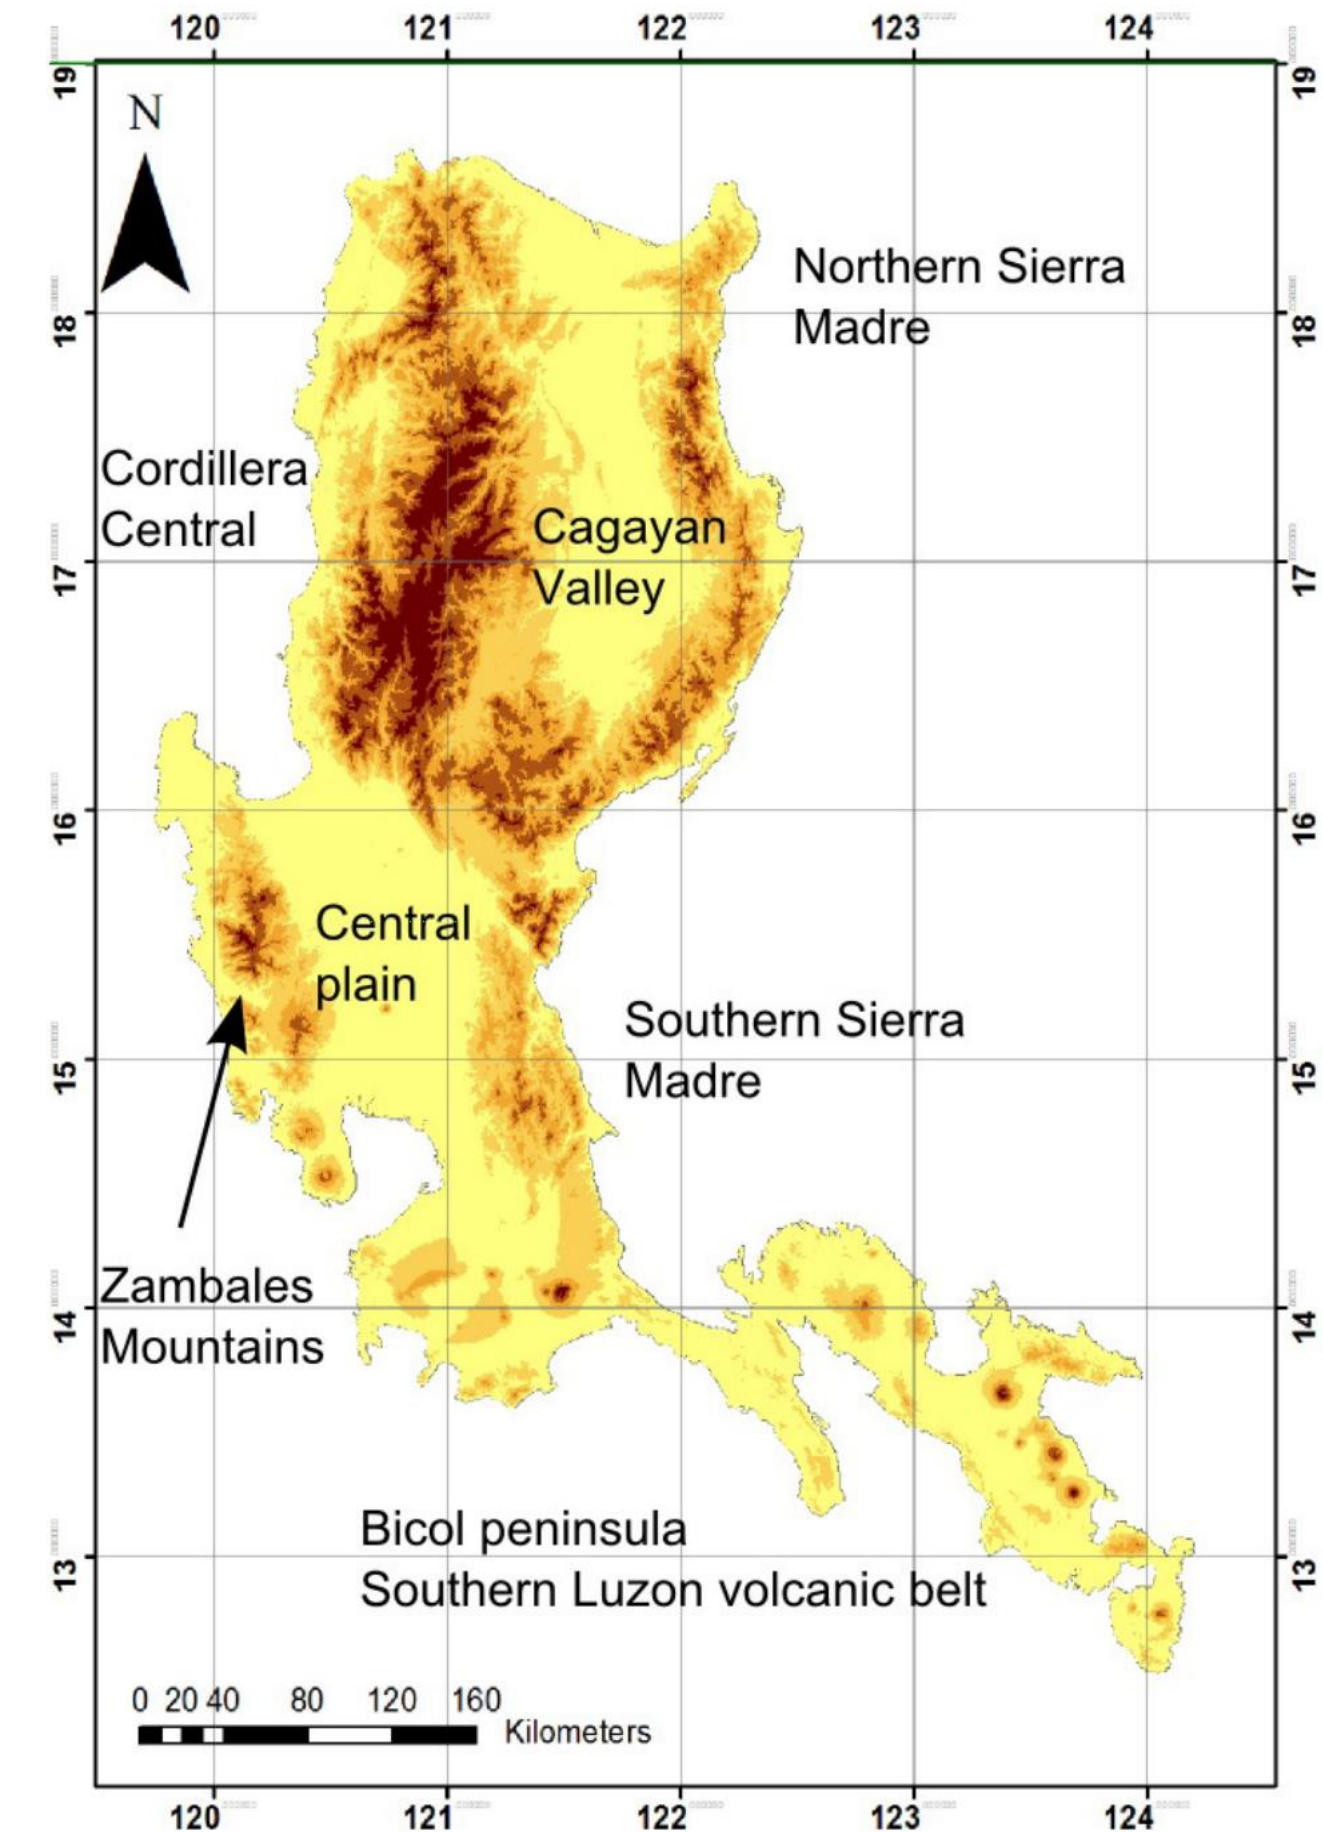 120 121 122 123 124
19 19
N
Northern Sierra
Madre
18 18
Cordillera
Central
Cagayan
Valley
17 17
16 16
Central
plain
Southern Sierra
Madre
15 15
Zambales
Mountains
14 14
Bicol peninsula
Southern Luzon volcanic belt
13 13
0 20 40 80 120 160
Kilometers
120 121 122 123 124